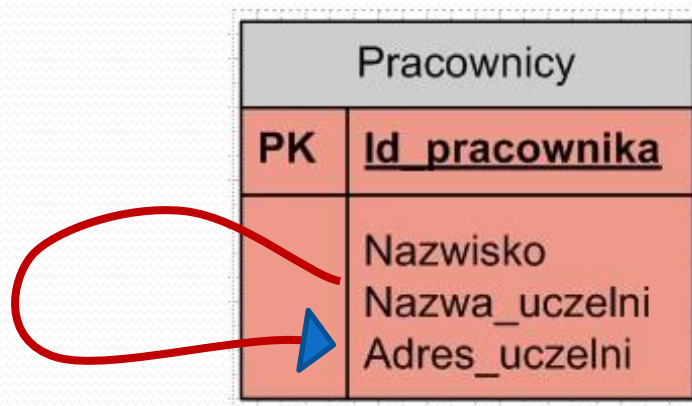 Pracownicy
PK Id_pracownika
Nazwisko
Nazwa_uczelni
Adres_uczelni